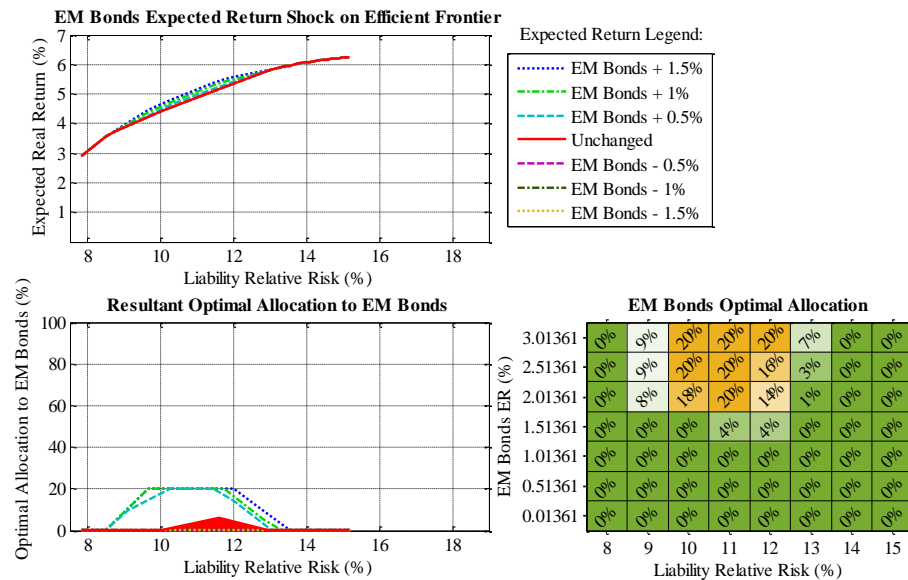 EM Bonds Expected Return Shock on Efficient Frontier
Expected Real Return (%)
7
6
5
4
3
2
1
8 10 12 14 16 18
Liability Relative Risk (%)
Expected Return Legend:
EM Bonds + 1.5%
EM Bonds + 1%
EM Bonds + 0.5%
Unchanged
EM Bonds - 0.5%
EM Bonds - 1%
EM Bonds - 1.5%
Resultant Optimal Allocation to EM Bonds
Optimal Allocation to EM Bonds (%)
100
80
60
40
20
0
8 10 12 14 16 18
Liability Relative Risk (%)
EM Bonds Optimal Allocation
EM Bonds ER (%)
3.01361 0% 9% 20% 20% 20% 7% 0% 0%
2.51361 0% 9% 20% 20% 16% 3% 0% 0%
2.01361 0% 8% 18% 20% 14% 1% 0% 0%
1.51361 0% 0% 0% 4% 4% 0% 0% 0%
1.01361 0% 0% 0% 0% 0% 0% 0% 0%
0.51361 0% 0% 0% 0% 0% 0% 0% 0%
0.01361 0% 0% 0% 0% 0% 0% 0% 0%
8 9 10 11 12 13 14 15
Liability Relative Risk (%)